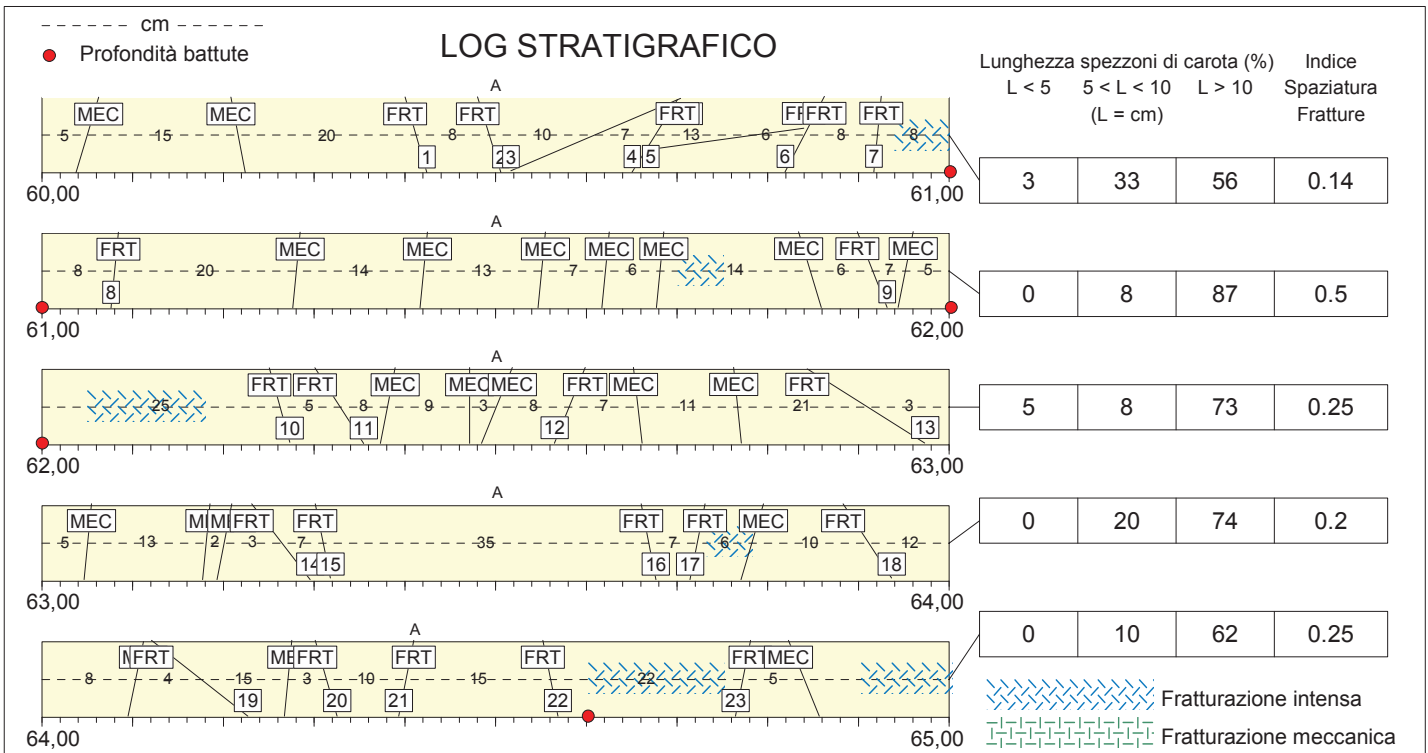 cm
Profondità battute
LOG STRATIGRAFICO
Lunghezza spezzoni di carota (%) Indice
L < 5 5 < L < 10 L > 10 Spaziatura
(L = cm) Fratture
A
MEC MEC FRT FRT FRT FRT FRT
5 15 20 8 10 7 13 6 8 8
1 2 3 4 5 6 7
60,00 61,00
3 33 56 0.14
A
FRT MEC MEC MEC MEC MEC MEC FRT MEC
8 20 14 13 7 6 14 6 7 5
8 9
61,00 62,00
0 8 87 0.5
A
FRT FRT MEC MEC MEC FRT MEC MEC FRT
25 5 8 9 3 8 7 11 21 3
10 11 12 13
62,00 63,00
5 8 73 0.25
A
MEC FRT FRT FRT FRT MEC FRT
5 13 2 3 7 35 7 6 10 12
14 15 16 17 18
63,00 64,00
0 20 74 0.2
A
FRT FRT FRT FRT FRT MEC
8 4 15 3 10 15 22 5
19 20 21 22 23
64,00 65,00
0 10 62 0.25
Fratturazione intensa
Fratturazione meccanica